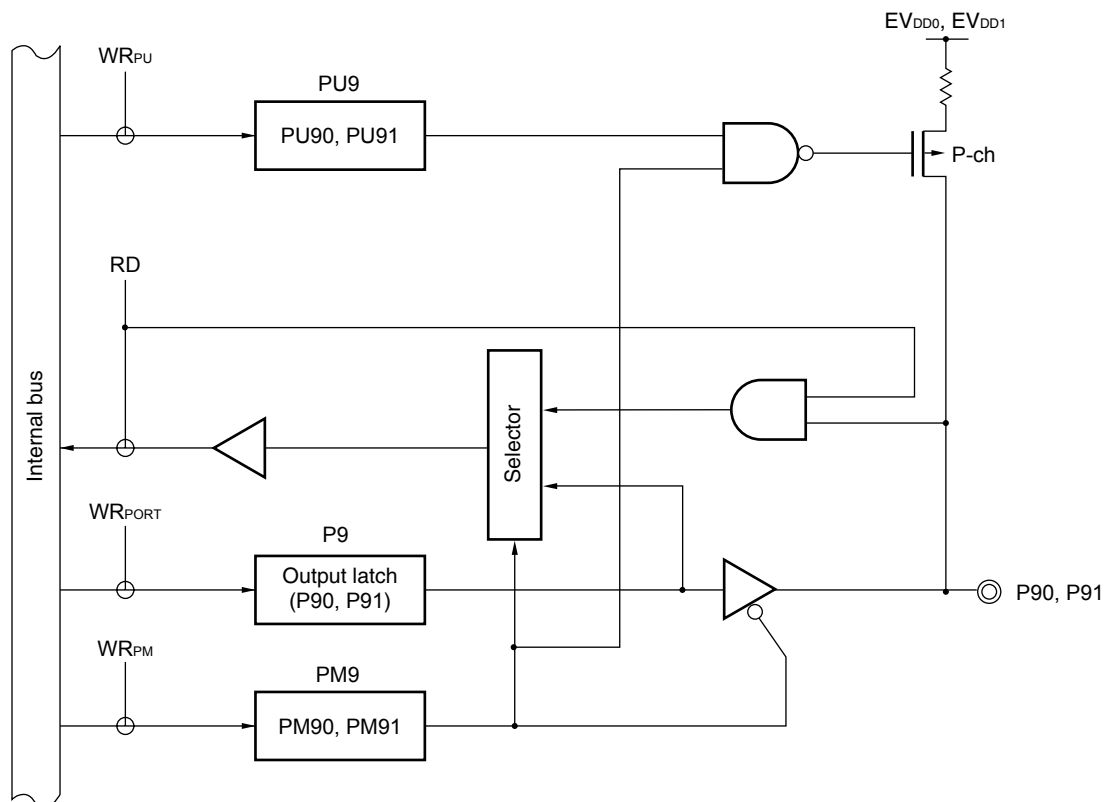 EVDD0, EVDD1
WRPU
PU9
PU90, PU91
P-ch
RD
Internal bus
Selector
WRPORT
P9
Output latch
(P90, P91)
P90, P91
WRPM
PM9
PM90, PM91